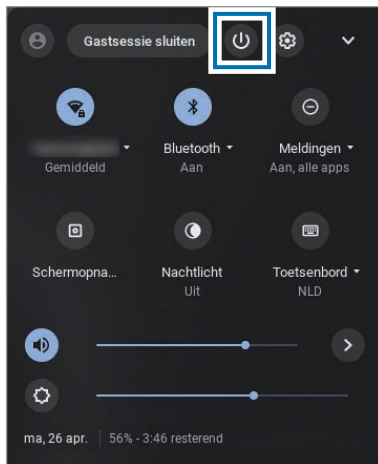 Gastsessie sluiten
Bluetooth Meldingen
Gemiddeld Aan Aan, alle apps
Schermopna... Nachtlicht Toetsenbord
Uit NLD
ma, 26 apr. 56% - 3:46 resterend